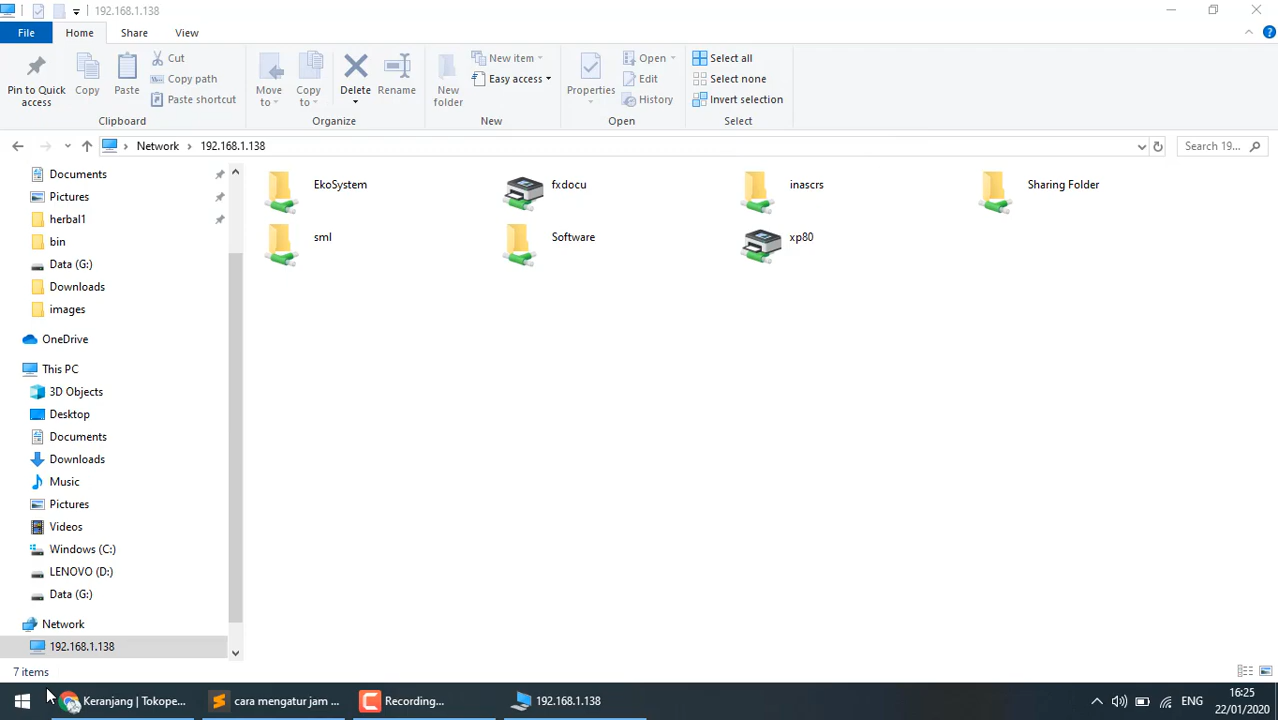 192.168.1.138
File Home Share View
Pin to Quick access
Copy
Paste
Cut
Copy path
Paste shortcut
Clipboard
Move to
Copy to
Delete
Rename
Organize
New folder
New item
Easy access
New
Properties
Open
Edit
History
Open
Select all
Select none
Invert selection
Select
Network 192.168.1.138
Search 19...
Documents
Pictures
herbal1
bin
Data (G:)
Downloads
images
OneDrive
This PC
3D Objects
Desktop
Documents
Downloads
Music
Pictures
Videos
Windows (C:)
LENOVO (D:)
Data (G:)
Network
192.168.1.138
EkoSystem
fxdocu
inascrs
Sharing Folder
sml
Software
xp80
7 items
Keranjang | Tokope...
cara mengatur jam ...
Recording...
192.168.1.138
ENG
16:25
22/01/2020